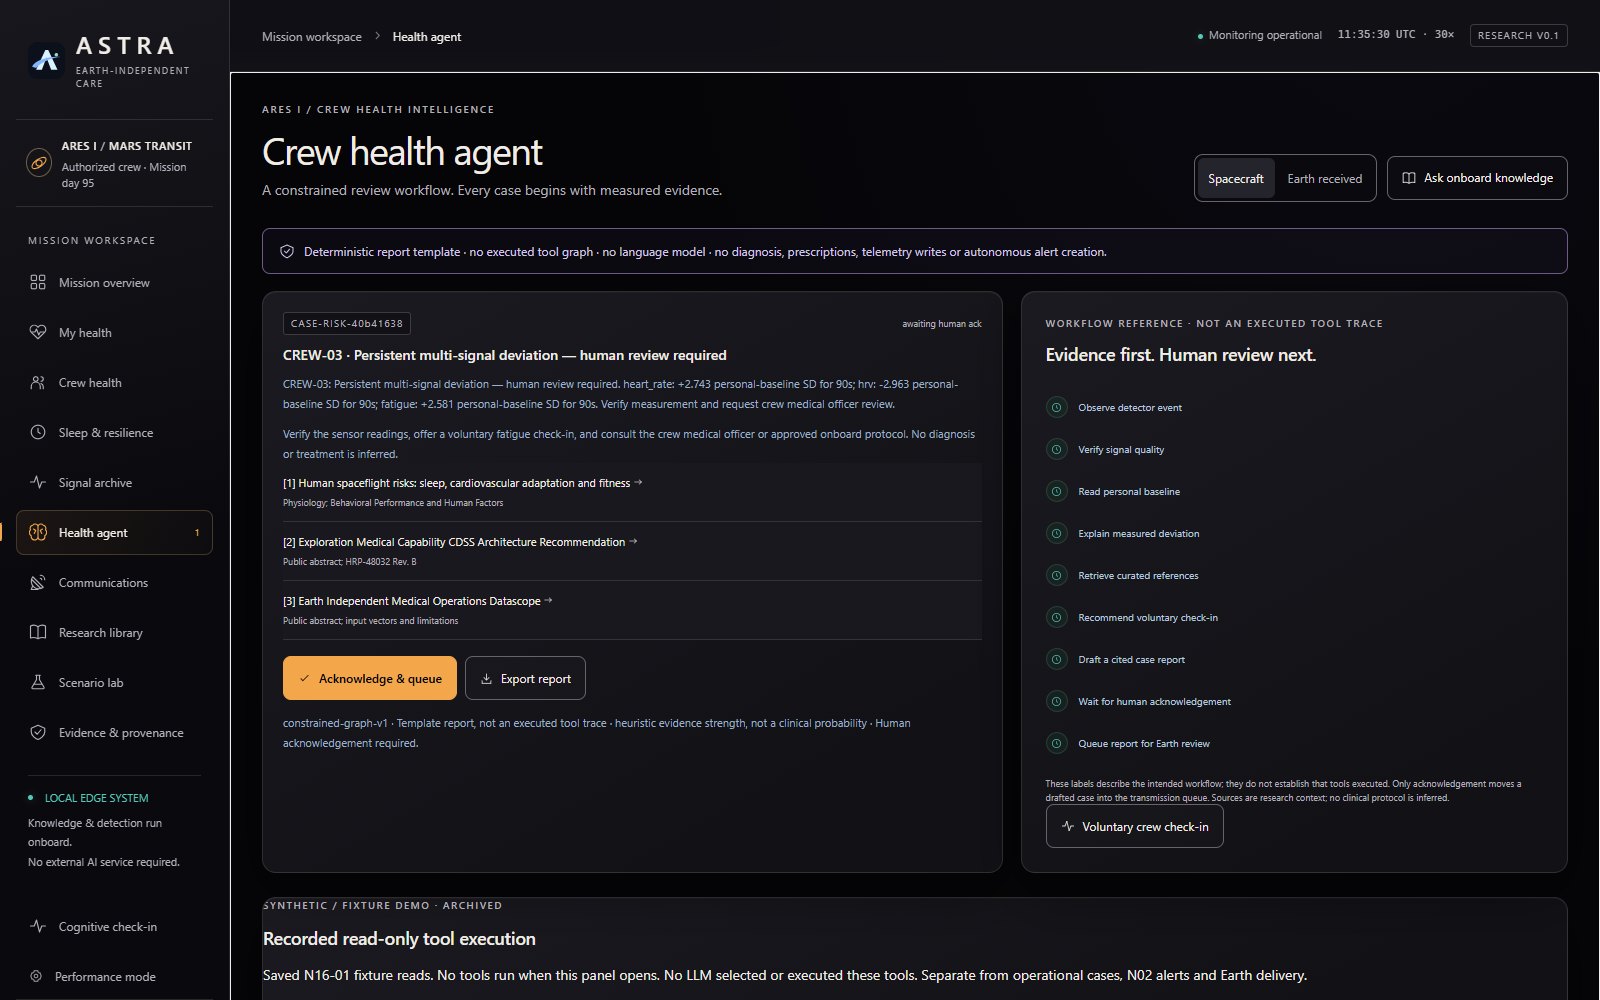 ASTRA
EARTH-INDEPENDENT
CARE
ARES I / MARS TRANSIT
Authorized crew · Mission
day 95
MISSION WORKSPACE
Mission overview
My health
Crew health
Sleep & resilience
Signal archive
Health agent
1
Communications
Research library
Scenario lab
Evidence & provenance
LOCAL EDGE SYSTEM
Knowledge & detection run
onboard.
No external AI service required.
Cognitive check-in
Performance mode
Mission workspace > Health agent
Monitoring operational
11:35:30 UTC · 30×
RESEARCH V0.1
ARES I / CREW HEALTH INTELLIGENCE
Crew health agent
A constrained review workflow. Every case begins with measured evidence.
Spacecraft
Earth received
Ask onboard knowledge
Deterministic report template · no executed tool graph · no language model · no diagnosis, prescriptions, telemetry writes or autonomous alert creation.
CASE-RISK-40b41638
awaiting human ack
CREW-03 · Persistent multi-signal deviation — human review required
CREW-03: Persistent multi-signal deviation — human review required. heart_rate: +2.743 personal-baseline SD for 90s; hrv: -2.963 personal-
baseline SD for 90s; fatigue: +2.581 personal-baseline SD for 90s. Verify measurement and request crew medical officer review.
Verify the sensor readings, offer a voluntary fatigue check-in, and consult the crew medical officer or approved onboard protocol. No diagnosis
or treatment is inferred.
[1] Human spaceflight risks: sleep, cardiovascular adaptation and fitness →
Physiology; Behavioral Performance and Human Factors
[2] Exploration Medical Capability CDSS Architecture Recommendation →
Public abstract; HRP-48032 Rev. B
[3] Earth Independent Medical Operations Datascope →
Public abstract; input vectors and limitations
Acknowledge & queue
Export report
constrained-graph-v1 · Template report, not an executed tool trace · heuristic evidence strength, not a clinical probability · Human
acknowledgement required.
WORKFLOW REFERENCE · NOT AN EXECUTED TOOL TRACE
Evidence first. Human review next.
Observe detector event
Verify signal quality
Read personal baseline
Explain measured deviation
Retrieve curated references
Recommend voluntary check-in
Draft a cited case report
Wait for human acknowledgement
Queue report for Earth review
These labels describe the intended workflow; they do not establish that tools executed. Only acknowledgement moves a
drafted case into the transmission queue. Sources are research context; no clinical protocol is inferred.
Voluntary crew check-in
SYNTHETIC / FIXTURE DEMO · ARCHIVED
Recorded read-only tool execution
Saved N16-01 fixture reads. No tools run when this panel opens. No LLM selected or executed these tools. Separate from operational cases, N02 alerts and Earth delivery.